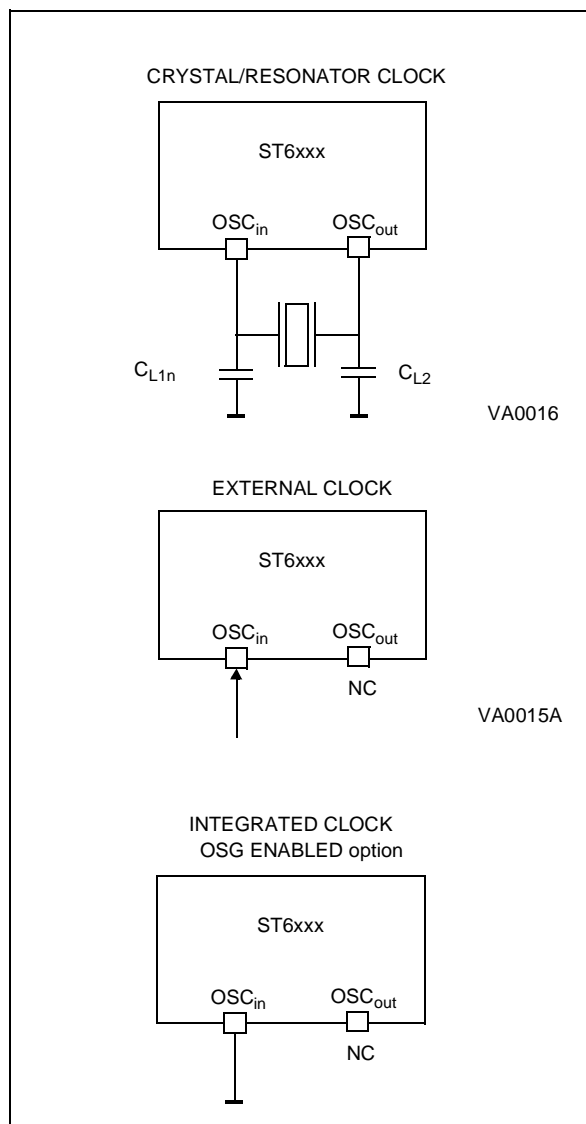 CRYSTAL/RESONATOR CLOCK
ST6xxx
OSCin OSCout
CL1n CL2
VA0016
EXTERNAL CLOCK
ST6xxx
OSCin OSCout
NC
VA0015A
INTEGRATED CLOCK
OSG ENABLED option
ST6xxx
OSCin OSCout
NC